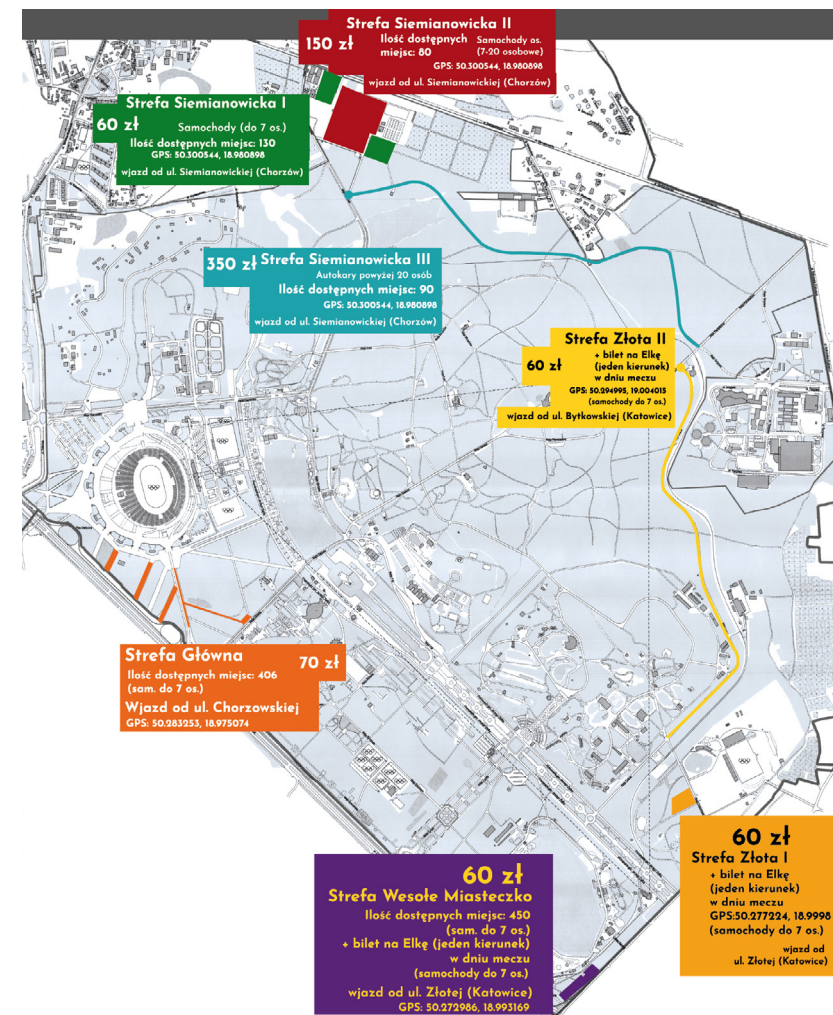 Strefa Siemianowicka II
150 zł
Ilość dostępnych miejsc: 80
Samochody os. (7-20 osobowe)
GPS: 50.300544, 18.980898
wjazd od ul. Siemianowickiej (Chorzów)
Strefa Siemianowicka I
60 zł
Samochody (do 7 os.)
Ilość dostępnych miejsc: 130
GPS: 50.300544, 18.980898
wjazd od ul. Siemianowickiej (Chorzów)
350 zł Strefa Siemianowicka III
Autokary powyżej 20 osób
Ilość dostępnych miejsc: 90
GPS: 50.300544, 18.980898
wjazd od ul. Siemianowickiej (Chorzów)
Strefa Złota II
60 zł
+ bilet na Elkę
(jeden kierunek)
w dniu meczu
GPS: 50.294995, 19.004015
(samochody do 7 os.)
wjazd od ul. Bytkowskiej (Katowice)
Strefa Główna
70 zł
Ilość dostępnych miejsc: 406
(sam. do 7 os.)
Wjazd od ul. Chorzowskiej
GPS: 50.283253, 18.975074
60 zł
Strefa Wesołe Miasteczko
Ilość dostępnych miejsc: 450
(sam. do 7 os.)
+ bilet na Elkę (jeden kierunek)
w dniu meczu
(samochody do 7 os.)
wjazd od ul. Złotej (Katowice)
GPS: 50.272986, 18.993169
60 zł
Strefa Złota I
+ bilet na Elkę
(jeden kierunek)
w dniu meczu
GPS:50.277224, 18.9998
(samochody do 7 os.)
wjazd od
ul. Złotej (Katowice)